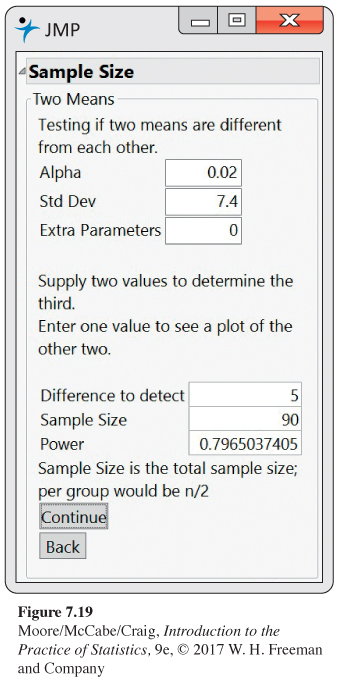 JMP
Sample Size
Two Means
Testing if two means are different
from each other.
Alpha 0.02
Std Dev 7.4
Extra Parameters 0
Supply two values to determine the
third.
Enter one value to see a plot of the
other two.
Difference to detect 5
Sample Size 90
Power 0.7965037405
Sample Size is the total sample size;
per group would be n/2
Continue
Back
Figure 7.19
Moore/McCabe/Craig, Introduction to the
Practice of Statistics, 9e, © 2017 W. H. Freeman
and Company